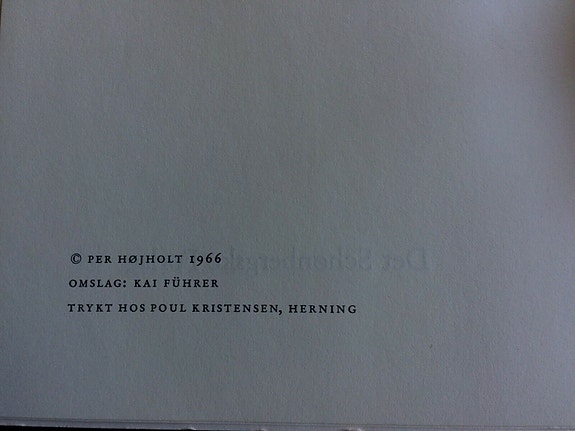 © PER HØJHOLT 1966
OMSLAG: KAI FÜHRER
TRYKT HOS POUL KRISTENSEN, HERNING